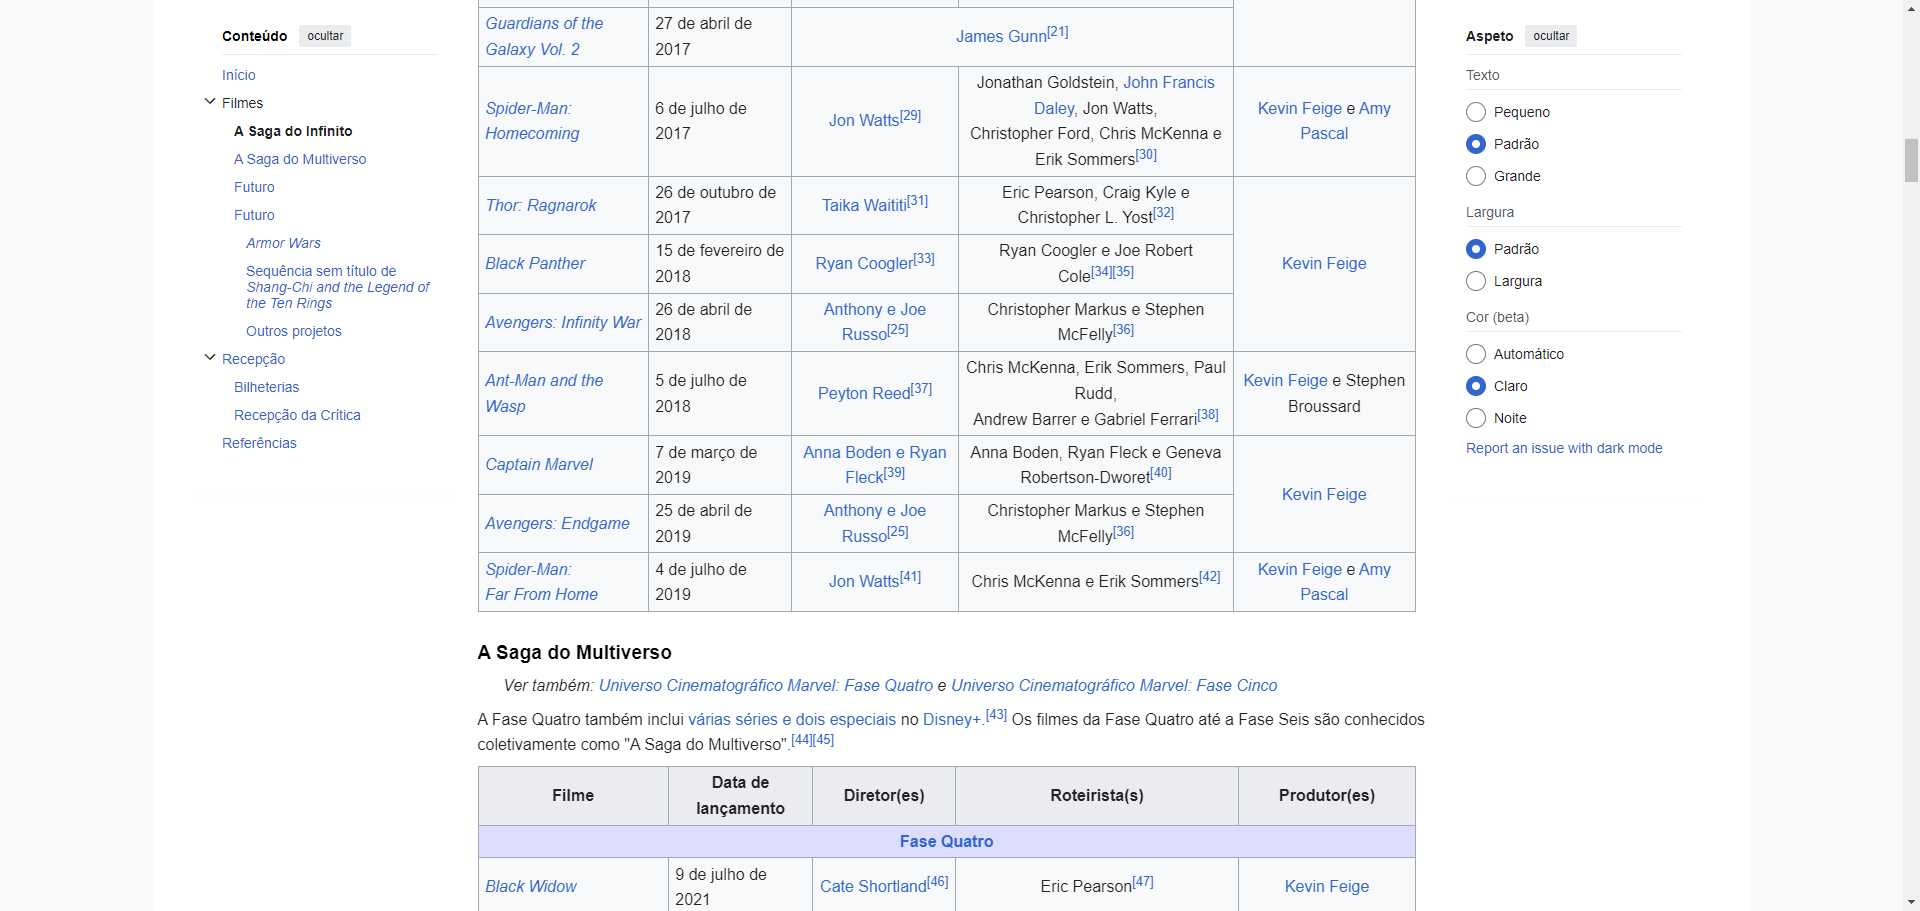 Conteúdo ocultar
Início
Filmes
A Saga do Infinito
A Saga do Multiverso
Futuro
Futuro
Armor Wars
Sequência sem título de
Shang-Chi and the Legend of
the Ten Rings
Outros projetos
Recepção
Bilheterias
Recepção da Crítica
Referências
Guardians of the
Galaxy Vol. 2
27 de abril de
2017
James Gunn[21]
Spider-Man:
Homecoming
6 de julho de
2017
Jon Watts[29]
Jonathan Goldstein, John Francis
Daley, Jon Watts,
Christopher Ford, Chris McKenna e
Erik Sommers[30]
Kevin Feige e Amy
Pascal
Thor: Ragnarok
26 de outubro de
2017
Taika Waititi[31]
Eric Pearson, Craig Kyle e
Christopher L. Yost[32]
Kevin Feige
Black Panther
15 de fevereiro de
2018
Ryan Coogler[33]
Ryan Coogler e Joe Robert
Cole[34][35]
Avengers: Infinity War
26 de abril de
2018
Anthony e Joe
Russo[25]
Christopher Markus e Stephen
McFelly[36]
Ant-Man and the
Wasp
5 de julho de
2018
Peyton Reed[37]
Chris McKenna, Erik Sommers, Paul
Rudd,
Andrew Barrer e Gabriel Ferrari[38]
Kevin Feige e Stephen
Broussard
Captain Marvel
7 de março de
2019
Anna Boden e Ryan
Fleck[39]
Anna Boden, Ryan Fleck e Geneva
Robertson-Dworet[40]
Kevin Feige
Avengers: Endgame
25 de abril de
2019
Anthony e Joe
Russo[25]
Christopher Markus e Stephen
McFelly[36]
Spider-Man:
Far From Home
4 de julho de
2019
Jon Watts[41]
Chris McKenna e Erik Sommers[42]
Kevin Feige e Amy
Pascal
A Saga do Multiverso
Ver também: Universo Cinematográfico Marvel: Fase Quatro e Universo Cinematográfico Marvel: Fase Cinco
A Fase Quatro também inclui várias séries e dois especiais no Disney+.[43] Os filmes da Fase Quatro até a Fase Seis são conhecidos
coletivamente como "A Saga do Multiverso".[44][45]
Filme
Data de
lançamento
Diretor(es)
Roteirista(s)
Produtor(es)
Fase Quatro
Black Widow
9 de julho de
2021
Cate Shortland[46]
Eric Pearson[47]
Kevin Feige
Aspeto ocultar
Texto
Pequeno
Padrão
Grande
Largura
Padrão
Largura
Cor (beta)
Automático
Claro
Noite
Report an issue with dark mode